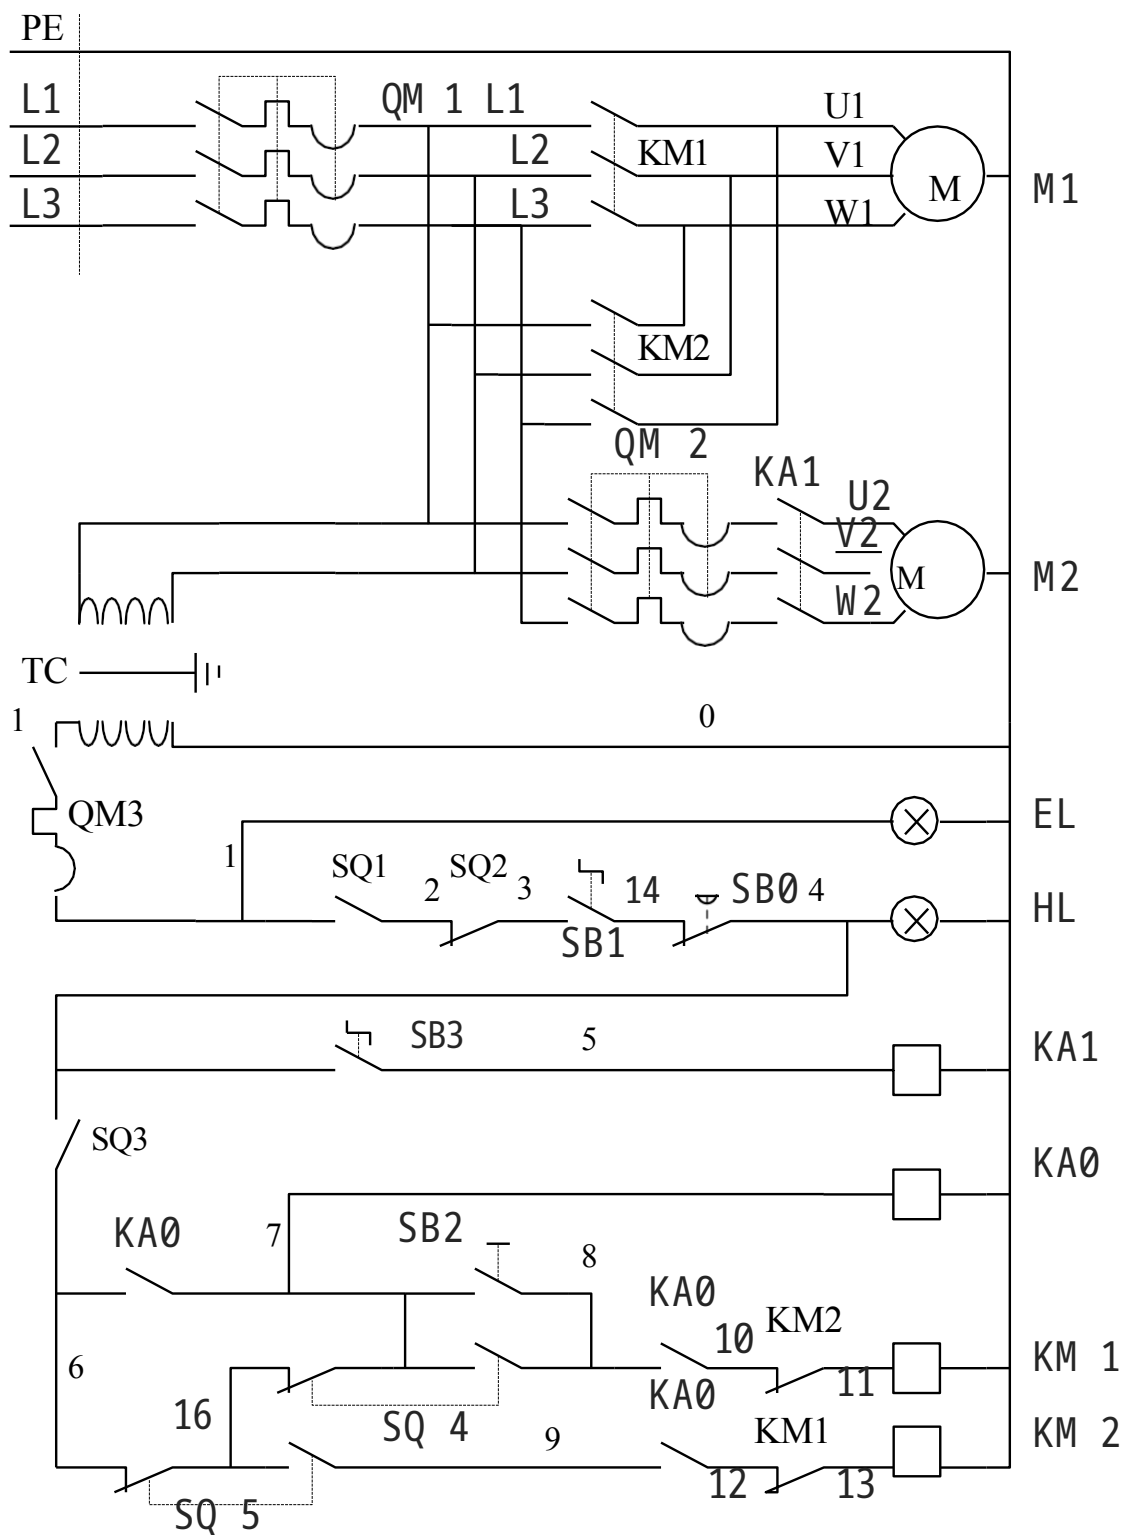 PE
L1 QM 1 L1 U1
L2 L2 KM1 V1
L3 L3 W1 M M1
KM2
QM 2
KA1 U2
V2
M M2
W2
TC
1 0
QM3 EL
1 SQ1 SQ2
2 3 14 SB0 4 HL
SB1
SB3 5 KA1
SQ3
KA0
KA0 7 SB2 8
KA0
10 KM2
6 KM 1
11
KA0
16 SQ 4 9 KM1 KM 2
12 13
SQ 5